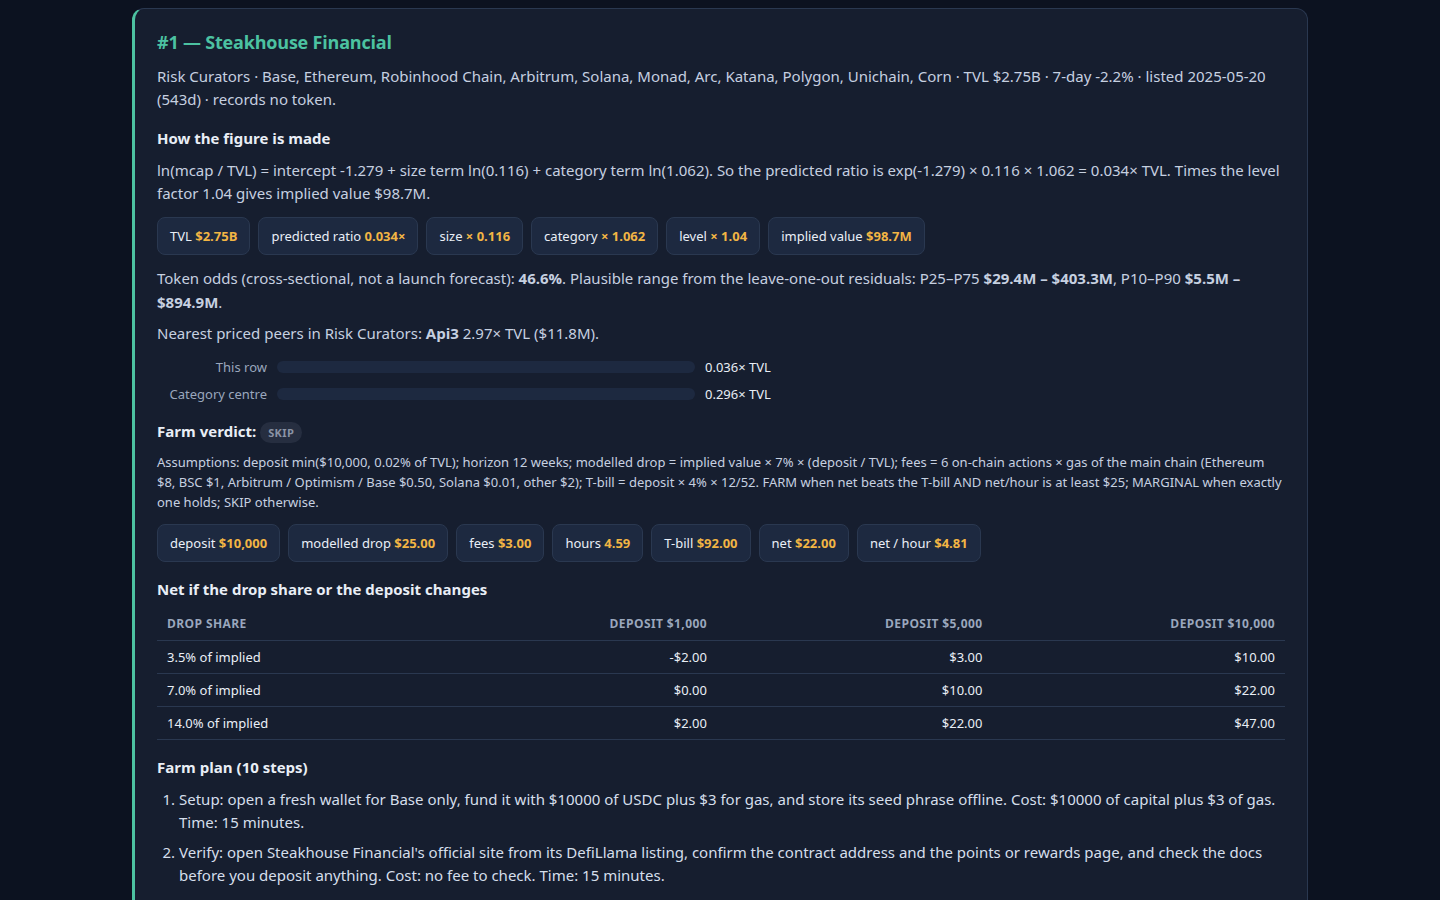 #1 — Steakhouse Financial
Risk Curators · Base, Ethereum, Robinhood Chain, Arbitrum, Solana, Monad, Arc, Katana, Polygon, Unichain, Corn · TVL $2.75B · 7-day -2.2% · listed 2025-05-20
(543d) · records no token.
How the figure is made
ln(mcap / TVL) = intercept -1.279 + size term ln(0.116) + category term ln(1.062). So the predicted ratio is exp(-1.279) × 0.116 × 1.062 = 0.034× TVL. Times the level
factor 1.04 gives implied value $98.7M.
TVL $2.75B predicted ratio 0.034× size × 0.116 category × 1.062 level × 1.04 implied value $98.7M
Token odds (cross-sectional, not a launch forecast): 46.6%. Plausible range from the leave-one-out residuals: P25–P75 $29.4M – $403.3M, P10–P90 $5.5M –
$894.9M.
Nearest priced peers in Risk Curators: Api3 2.97× TVL ($11.8M).
This row 0.036× TVL
Category centre 0.296× TVL
Farm verdict: SKIP
Assumptions: deposit min($10,000, 0.02% of TVL); horizon 12 weeks; modelled drop = implied value × 7% × (deposit / TVL); fees = 6 on-chain actions × gas of the main chain (Ethereum
$8, BSC $1, Arbitrum / Optimism / Base $0.50, Solana $0.01, other $2); T-bill = deposit × 4% × 12/52. FARM when net beats the T-bill AND net/hour is at least $25; MARGINAL when exactly
one holds; SKIP otherwise.
deposit $10,000 modelled drop $25.00 fees $3.00 hours 4.59 T-bill $92.00 net $22.00 net / hour $4.81
Net if the drop share or the deposit changes
DROP SHARE DEPOSIT $1,000 DEPOSIT $5,000 DEPOSIT $10,000
3.5% of implied -$2.00 $3.00 $10.00
7.0% of implied $0.00 $10.00 $22.00
14.0% of implied $2.00 $22.00 $47.00
Farm plan (10 steps)
1. Setup: open a fresh wallet for Base only, fund it with $10000 of USDC plus $3 for gas, and store its seed phrase offline. Cost: $10000 of capital plus $3 of gas.
Time: 15 minutes.
2. Verify: open Steakhouse Financial's official site from its DefiLlama listing, confirm the contract address and the points or rewards page, and check the docs
before you deposit anything. Cost: no fee to check. Time: 15 minutes.